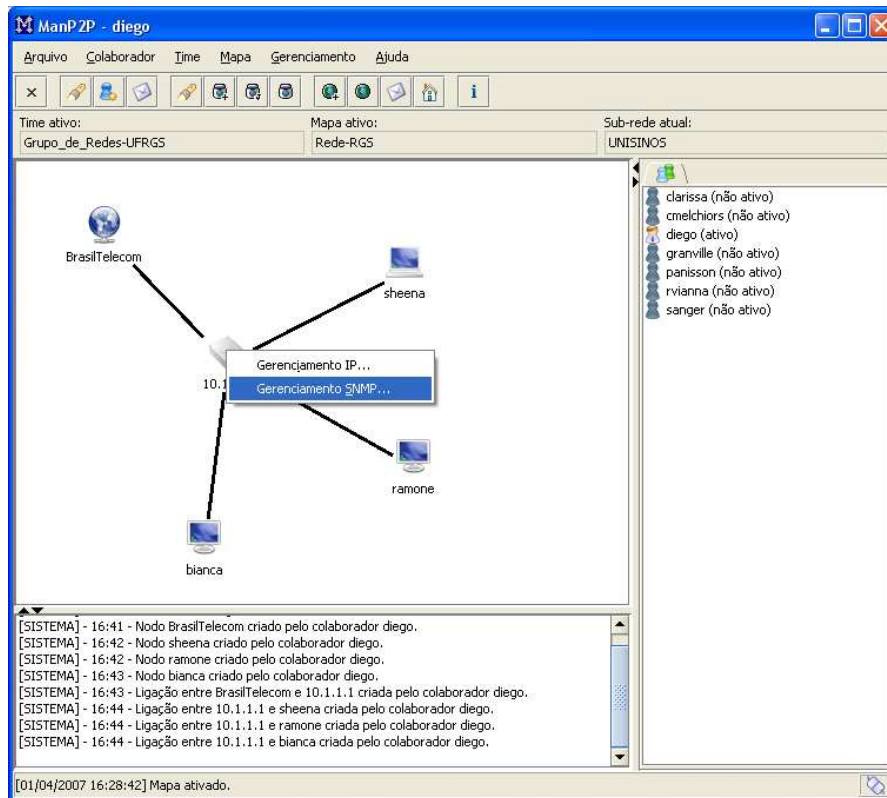 ManP2P - diego
Arquivo Colaborador Time Mapa Gerenciamento Ajuda
Time ativo: Mapa ativo: Sub-rede atual:
Grupo_de_Redes-UFRGS Rede-RGS UNISINOS
BrasilTelecom
sheena
10.1
Gerenciamento IP...
Gerenciamento SNMP...
ramone
bianca
clarissa (não ativo)
cmelchiors (não ativo)
diego (ativo)
granville (não ativo)
panisson (não ativo)
rvianna (não ativo)
sanger (não ativo)
[SISTEMA] - 16:41 - Nodo BrasilTelecom criado pelo colaborador diego.
[SISTEMA] - 16:42 - Nodo sheena criado pelo colaborador diego.
[SISTEMA] - 16:42 - Nodo ramone criado pelo colaborador diego.
[SISTEMA] - 16:43 - Nodo bianca criado pelo colaborador diego.
[SISTEMA] - 16:43 - Ligação entre BrasilTelecom e 10.1.1.1 criada pelo colaborador diego.
[SISTEMA] - 16:44 - Ligação entre 10.1.1.1 e sheena criada pelo colaborador diego.
[SISTEMA] - 16:44 - Ligação entre 10.1.1.1 e ramone criada pelo colaborador diego.
[SISTEMA] - 16:44 - Ligação entre 10.1.1.1 e bianca criada pelo colaborador diego.
[01/04/2007 16:28:42] Mapa ativado.